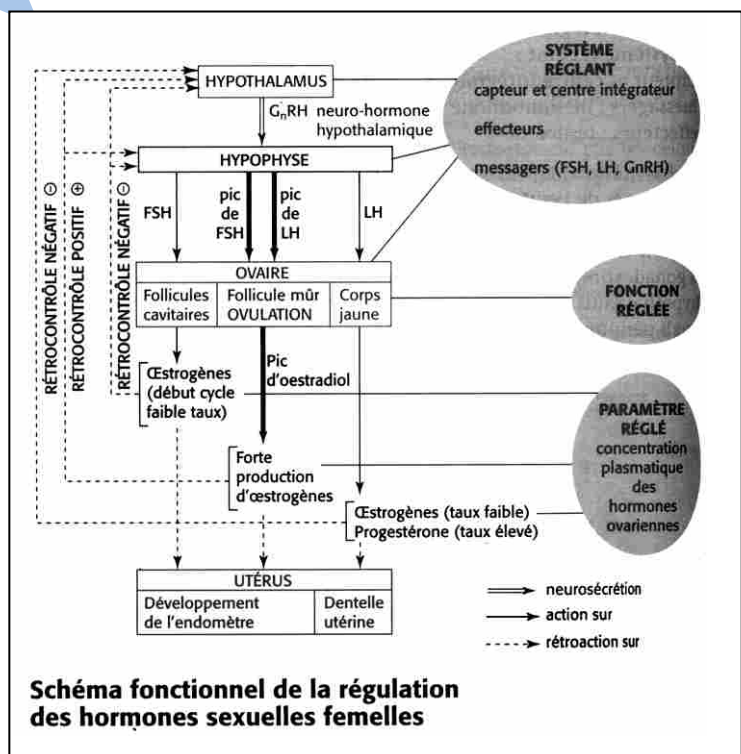 SYSTÈME
RÉGLANT
capteur et centre intégrateur
effecteurs
messagers (FSH, LH, GnRH)
HYPOTHALAMUS
GnRH neuro-hormone
hypothalamique
HYPOPHYSE
RÉTROCONTRÔLE NÉGATIF ⊖
RÉTROCONTRÔLE POSITIF ⊕
RÉTROCONTRÔLE NÉGATIF ⊖
FSH
pic
de
FSH
pic
de
LH
LH
OVAIRE
Follicules
cavitaires
Follicule mûr
OVULATION
Corps
jaune
FONCTION
RÉGLÉE
Œstrogènes
(début cycle
faible taux)
Pic
d'oestradiol
Forte
production
d'œstrogènes
Œstrogènes (taux faible)
Progestérone (taux élevé)
PARAMÈTRE
RÉGLÉ
concentration
plasmatique
des
hormones
ovariennes
UTÉRUS
Développement
de l'endomètre
Dentelle
utérine
neurosécrétion
action sur
rétroaction sur
Schéma fonctionnel de la régulation
des hormones sexuelles femelles